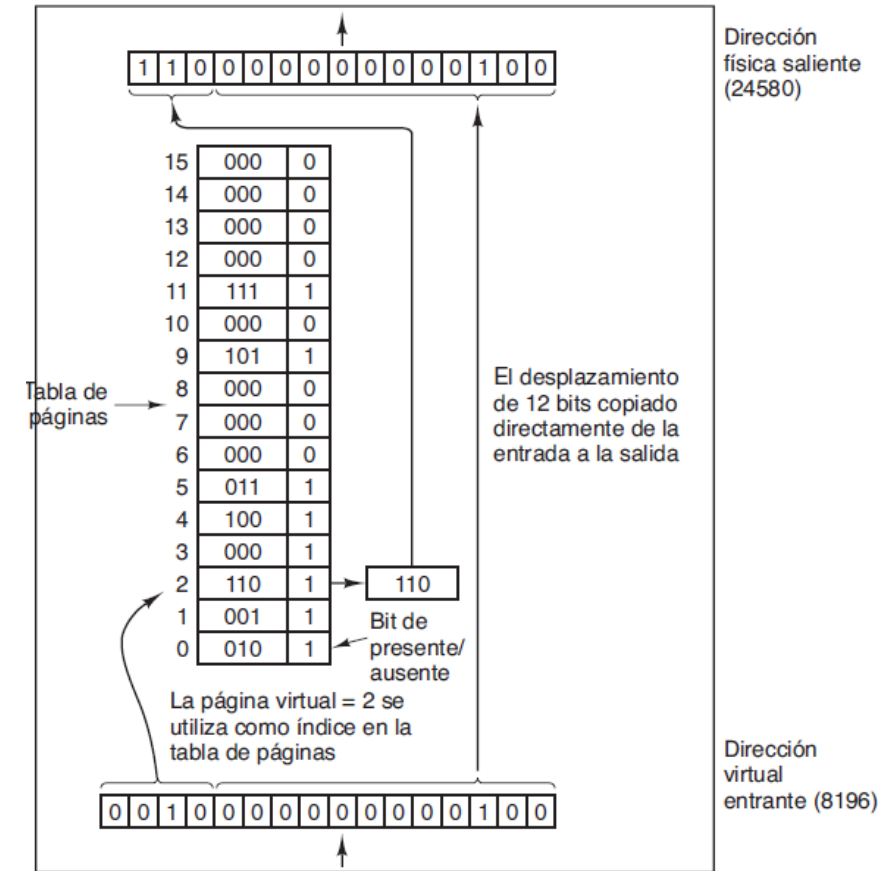 Dirección
física saliente
(24580)
1 1 0 0 0 0 0 0 0 0 0 0 1 0 0
15 000 0
14 000 0
13 000 0
12 000 0
11 111 1
10 000 0
9 101 1
8 000 0
7 000 0
6 000 0
5 011 1
4 100 1
3 000 1
2 110 1
1 001 1
0 010 1
Tabla de
páginas
110
Bit de
presente/
ausente
El desplazamiento
de 12 bits copiado
directamente de la
entrada a la salida
La página virtual = 2 se
utiliza como índice en la
tabla de páginas
0 0 1 0 0 0 0 0 0 0 0 0 0 1 0 0
Dirección
virtual
entrante (8196)